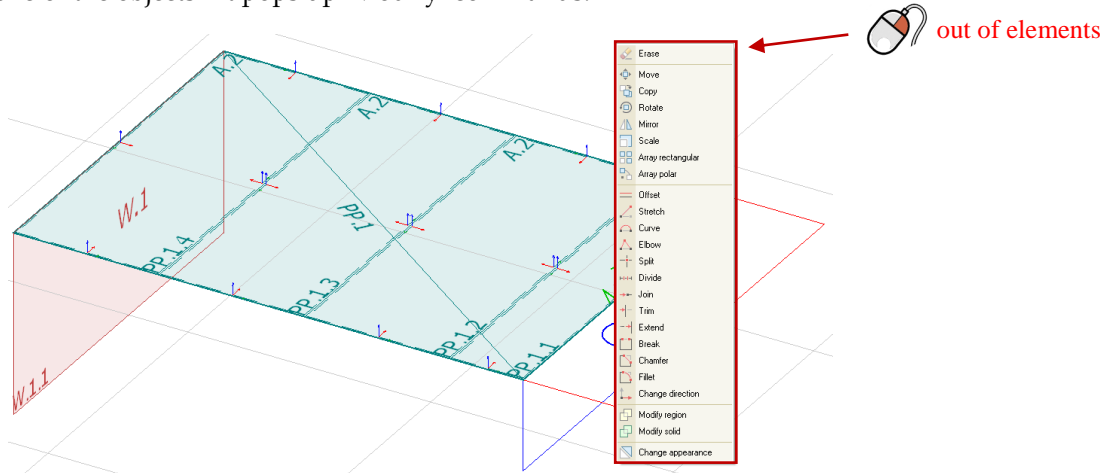 out of elements
Erase
Move
Copy
Rotate
Mirror
Scale
Array rectangular
Array polar
Offset
Stretch
Curve
Elbow
Split
Divide
Join
Trim
Extend
Break
Chamfer
Fillet
Change direction
Modify region
Modify solid
Change appearance
A.2
A.2
A.2
W.1
PP.1
PP.1.4
PP.1.3
PP.1.2
PP.1.1
W.1.1